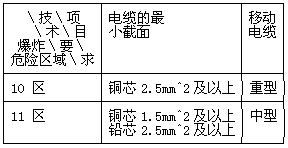 \技\项 电缆的最 移动
\术\目 小截面 电缆
爆炸\要\
危险区域\求
10 区 铜芯 2.5mm^2 及以上 重型
11 区 铜芯 1.5mm^2 及以上 中型
铅芯 2.5mm^2 及以上